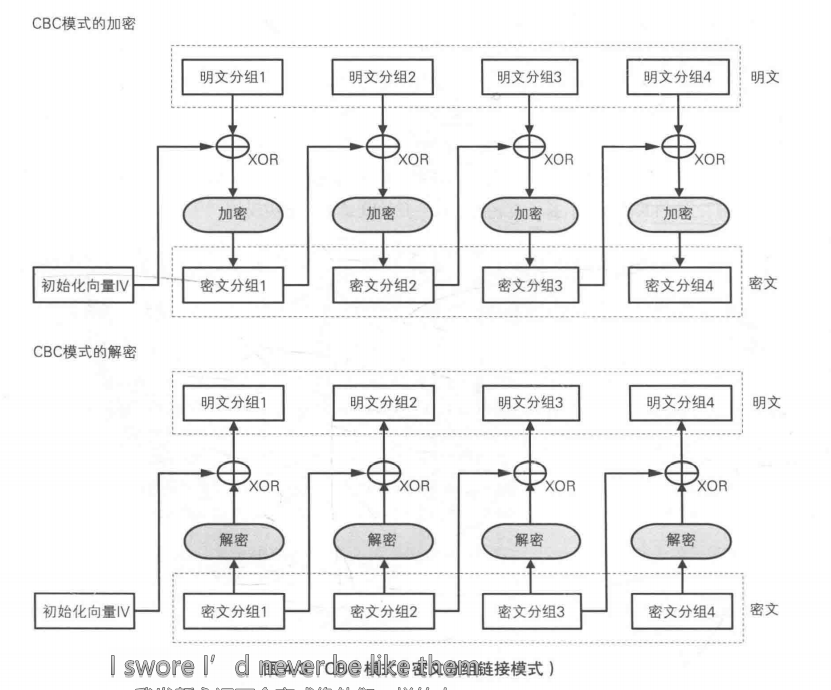 CBC模式的加密
明文分组1 明文分组2 明文分组3 明文分组4 明文
XOR XOR XOR XOR
加密 加密 加密 加密
初始化向量IV 密文分组1 密文分组2 密文分组3 密文分组4 密文
CBC模式的解密
明文分组1 明文分组2 明文分组3 明文分组4 明文
XOR XOR XOR XOR
解密 解密 解密 解密
初始化向量IV 密文分组1 密文分组2 密文分组3 密文分组4 密文
CBC模式(密文分组链接模式)
I swore I'd never be like them